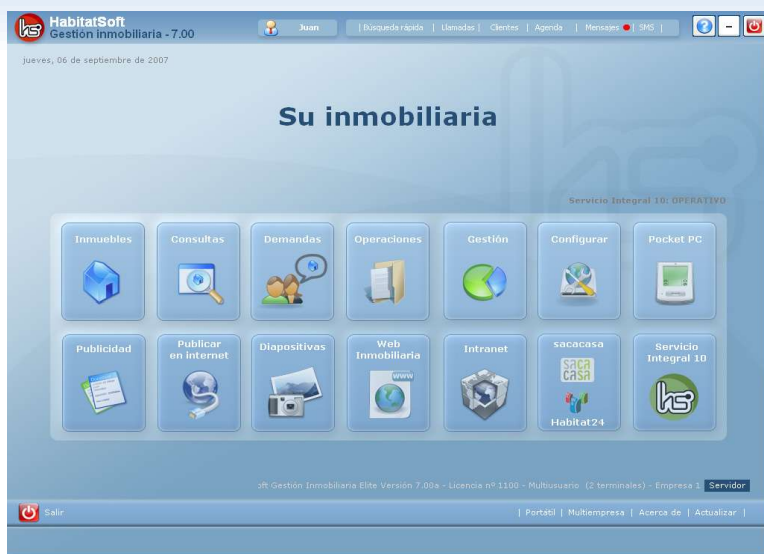 HabitatSoft
Gestión inmobiliaria - 7.00
Juan | Búsqueda rápida | Llamadas | Clientes | Agenda | Mensajes | SMS |
jueves, 06 de septiembre de 2007
Su inmobiliaria
Servicio Integral 10: OPERATIVO
Inmuebles Consultas Demandas Operaciones Gestión Configurar Pocket PC
Publicidad Publicar en internet Diapositivas Web Inmobiliaria Intranet sacacasa Servicio Integral 10
WWW
saca
casa
hs
Habitat24
oft Gestión Inmobiliaria Elite Versión 7.00a - Licencia nº 1100 - Multiusuario (2 terminales) - Empresa 1 Servidor
Salir | Portátil | Multiempresa | Acerca de | Actualizar |